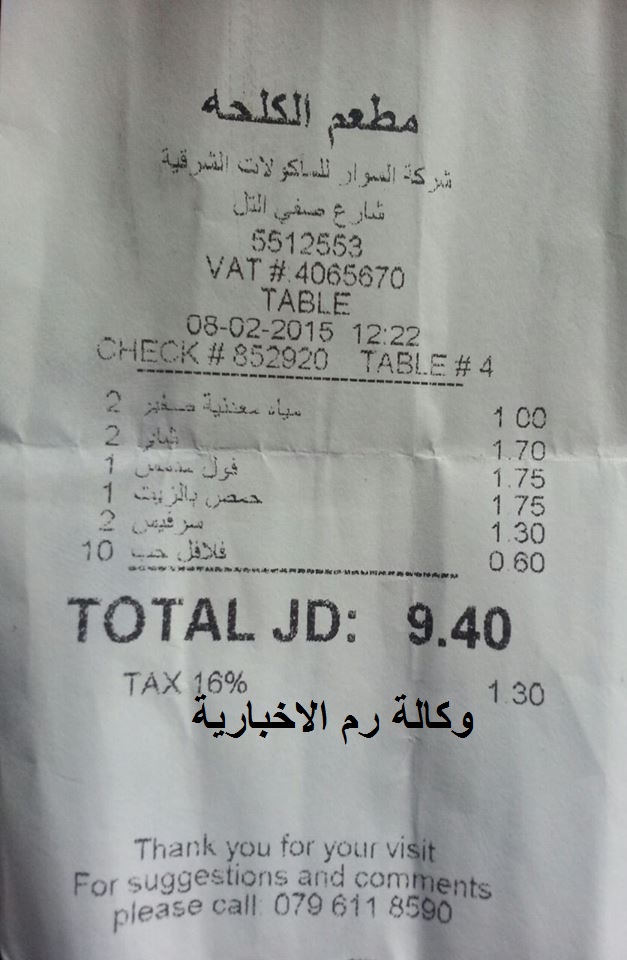 مطعم الكلحه
شركة السوار للماكولات الشرقية
شارع صفي التل
5512553
VAT # 4065670
TABLE
08-02-2015 12:22
CHECK # 852920 TABLE # 4
2 مياه معدنية صغير 1.00
2 شاي 1.70
1 فول مدمس 1.75
1 حمص بالزيت 1.75
2 سرفيس 1.30
10 فلافل حب 0.60
TOTAL JD: 9.40
TAX 16% 1.30
وكالة رم الاخبارية
Thank you for your visit
For suggestions and comments
please call: 079 611 8590